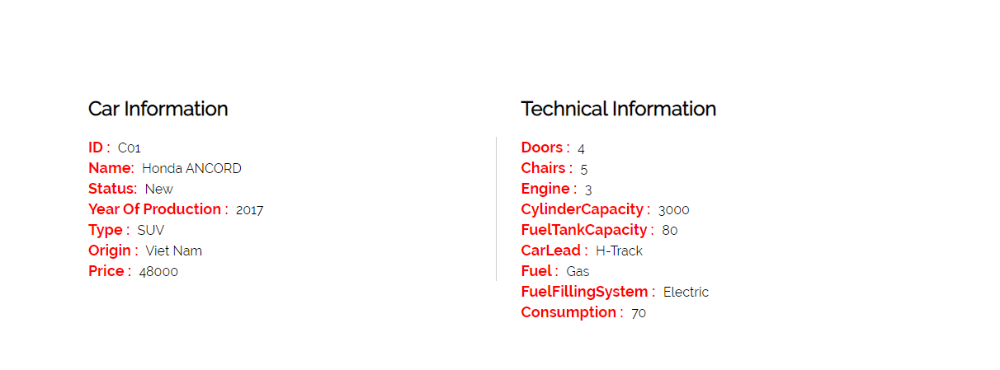 Car Information
ID : C01
Name: Honda ANCORD
Status: New
Year Of Production : 2017
Type : SUV
Origin : Viet Nam
Price : 48000
Technical Information
Doors : 4
Chairs : 5
Engine : 3
CylinderCapacity : 3000
FuelTankCapacity : 80
CarLead : H-Track
Fuel : Gas
FuelFillingSystem : Electric
Consumption : 70